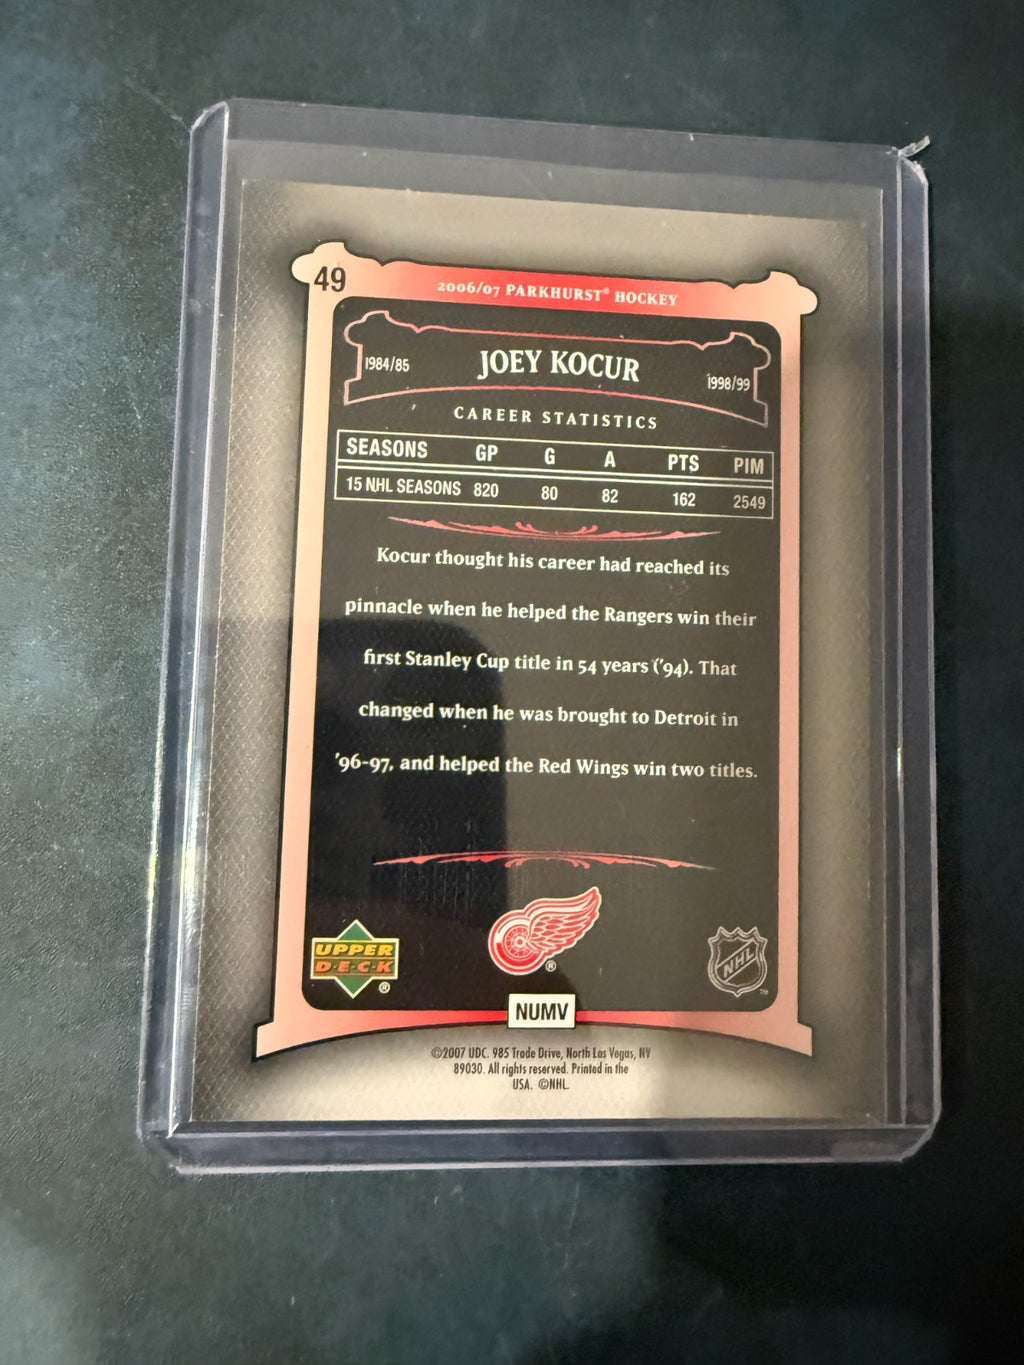 49
2006/07 PARKHURST® HOCKEY
1984/85
JOEY KOCUR
1998/99
CAREER STATISTICS
SEASONS GP G A PTS PIM
15 NHL SEASONS 820 80 82 162 2549
Kocur thought his career had reached its
pinnacle when he helped the Rangers win their
first Stanley Cup title in 54 years ('94). That
changed when he was brought to Detroit in
'96-97, and helped the Red Wings win two titles.
UPPER
DECK
®
®
NHL
™
NUMV
©2007 UDC. 985 Trade Drive, North Las Vegas, NV
89030. All rights reserved. Printed in the
USA. ©NHL.